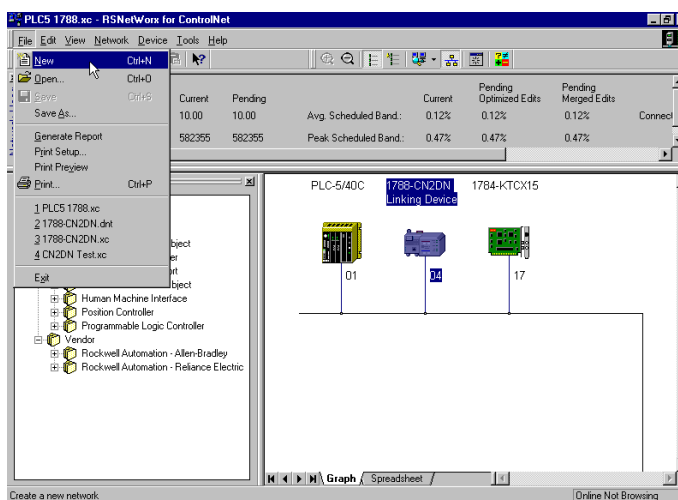 PLC5 1788.xc - RSNetWorx for ControlNet
File Edit View Network Device Tools Help
New Ctrl+N
Open... Ctrl+O
Save Ctrl+S
Save As...
Generate Report
Print Setup...
Print Preview
Print... Ctrl+P
1 PLC5 1788.xc
2 1788-CN2DN.dnt
3 1788-CN2DN.xc
4 CN2DN Test.xc
Exit
Current Pending Current Pending Optimized Edits Pending Merged Edits
10.00 10.00 Avg. Scheduled Band.: 0.12% 0.12% 0.12% Connect
582355 582355 Peak Scheduled Band.: 0.47% 0.47% 0.47%
bject
er
rt
bject
Human Machine Interface
Position Controller
Programmable Logic Controller
Vendor
Rockwell Automation - Allen-Bradley
Rockwell Automation - Reliance Electric
PLC-5/40C 1788-CN2DN Linking Device 1784-KTCX15
01 04 17
Graph Spreadsheet
Create a new network Online Not Browsing